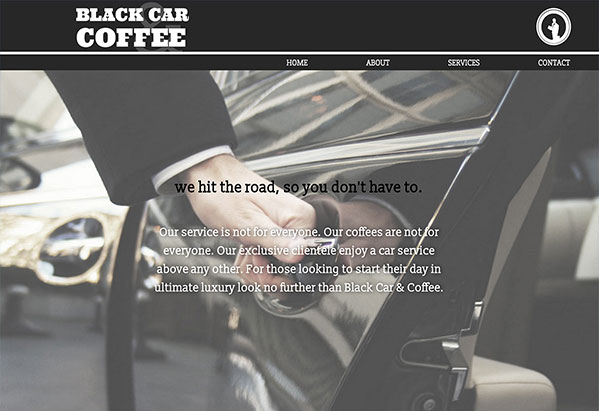 BLACK CAR
&
COFFEE
HOME ABOUT SERVICES CONTACT
we hit the road, so you don't have to.
Our service is not for everyone. Our coffees are not for
everyone. Our exclusive clientele enjoy a car service
above any other. For those looking to start their day in
ultimate luxury look no further than Black Car & Coffee.